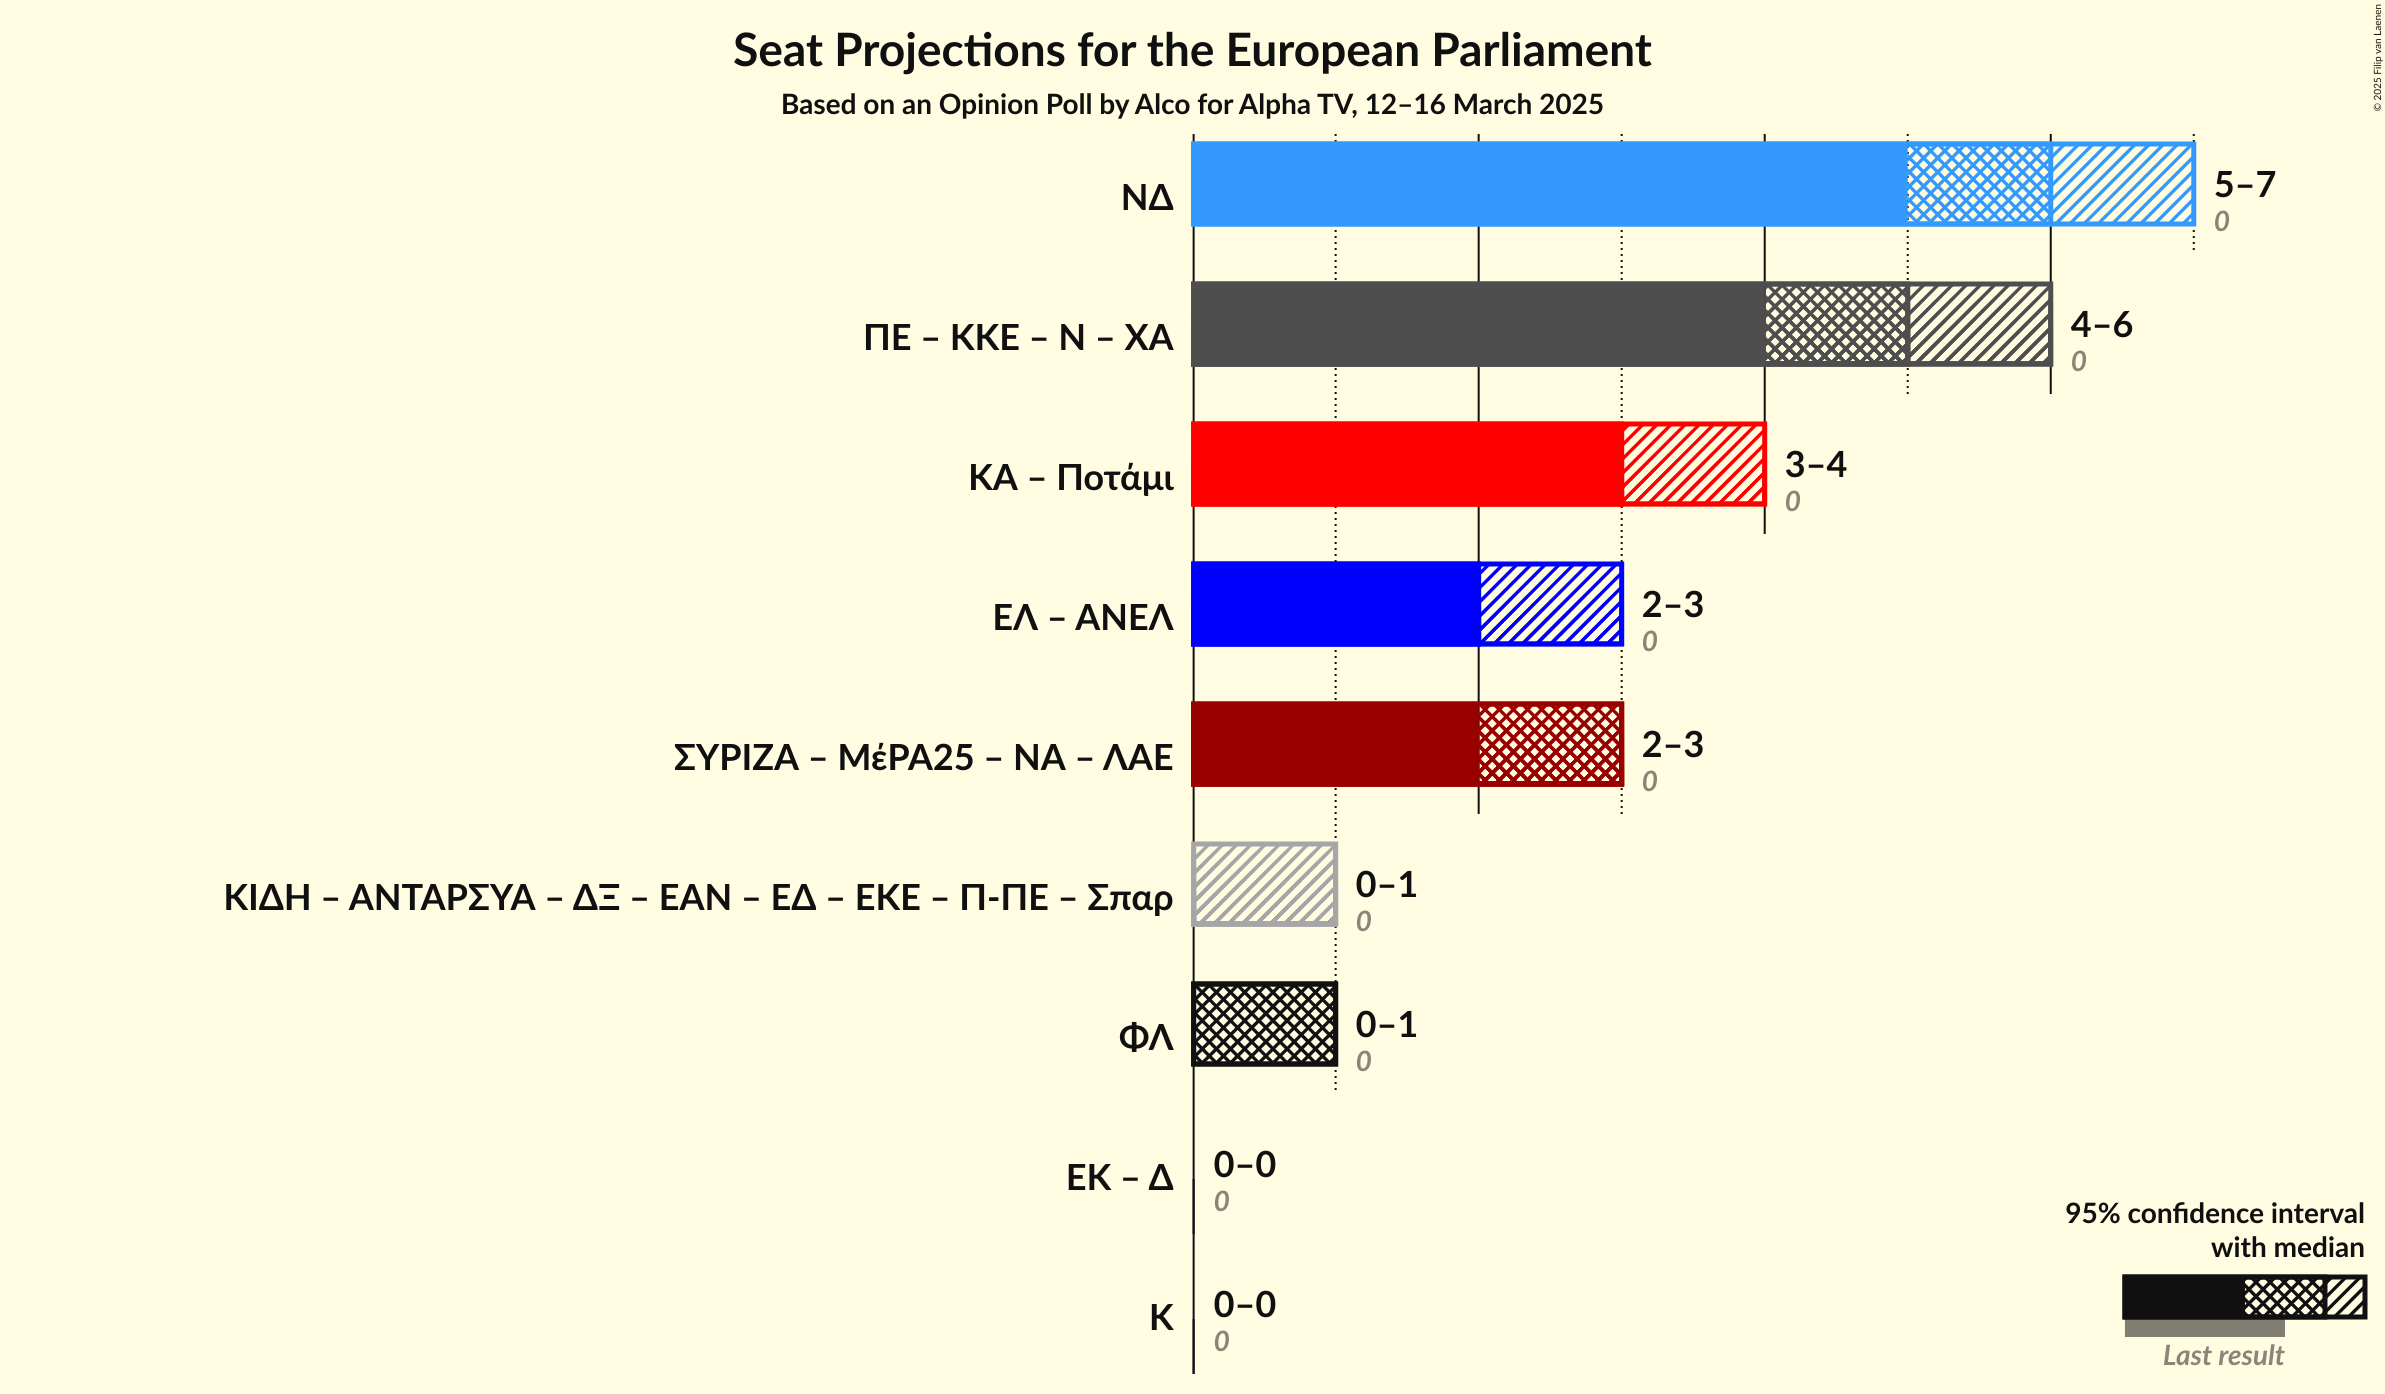 Seat Projections for the European Parliament
Based on an Opinion Poll by Alco for Alpha TV, 12–16 March 2025
© 2025 Filip van Laenen
ΝΔ
5–7
0
ΠΕ – ΚΚΕ – Ν – ΧΑ
4–6
0
ΚΑ – Ποτάμι
3–4
0
ΕΛ – ΑΝΕΛ
2–3
0
ΣΥΡΙΖΑ – ΜέΡΑ25 – ΝΑ – ΛΑΕ
2–3
0
ΚΙΔΗ – ΑΝΤΑΡΣΥΑ – ΔΞ – ΕΑΝ – ΕΔ – ΕΚΕ – Π-ΠΕ – Σπαρ
0–1
0
ΦΛ
0–1
0
ΕΚ – Δ
0–0
0
Κ
0–0
0
95% confidence interval
with median
Last result